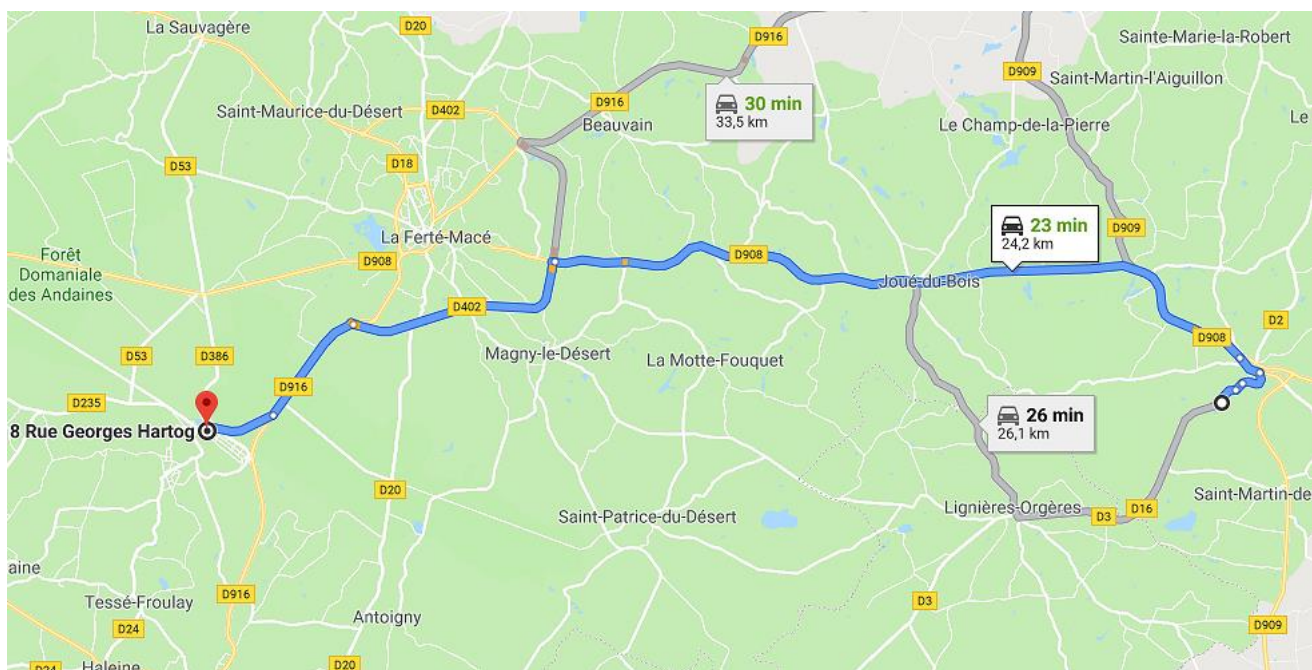 La Sauvagère
D20
D916
Sainte-Marie-la-Robert
D909
Saint-Martin-l'Aiguillon
30 min
33,5 km
D916
Saint-Maurice-du-Désert
D402
Beauvain
Le Champ-de-la-Pierre
Le
D53
D18
23 min
24,2 km
D909
La Ferté-Macé
Forêt
Domaniale
des Andaines
D908
D908
Joué-du-Bois
D402
D2
D908
D53
D386
Magny-le-Désert
La Motte-Fouquet
D916
D235
26 min
26,1 km
8 Rue Georges Hartog
D20
Saint-Patrice-du-Désert
Lignières-Orgères
D3
D16
Saint-Martin-de
aine
D916
Tessé-Froulay
D3
Antoigny
D24
D909
D24
Haleine
D20